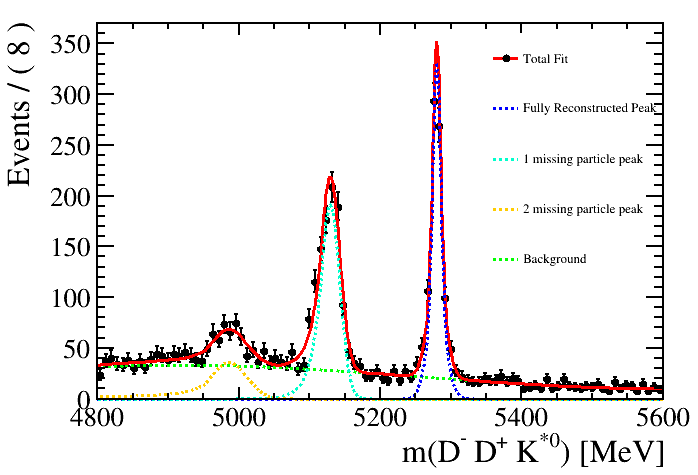 Events / ( 8 )
350
300
250
200
150
100
50
0
4800 5000 5200 5400 5600
m(D⁻ D⁺ K*⁰) [MeV]
Total Fit
Fully Reconstructed Peak
1 missing particle peak
2 missing particle peak
Background